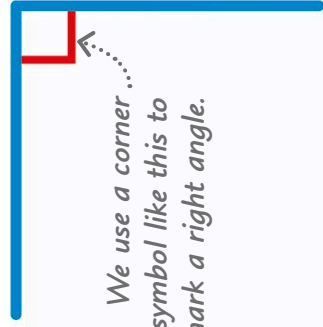 We use a corner
symbol like this to
mark a right angle.